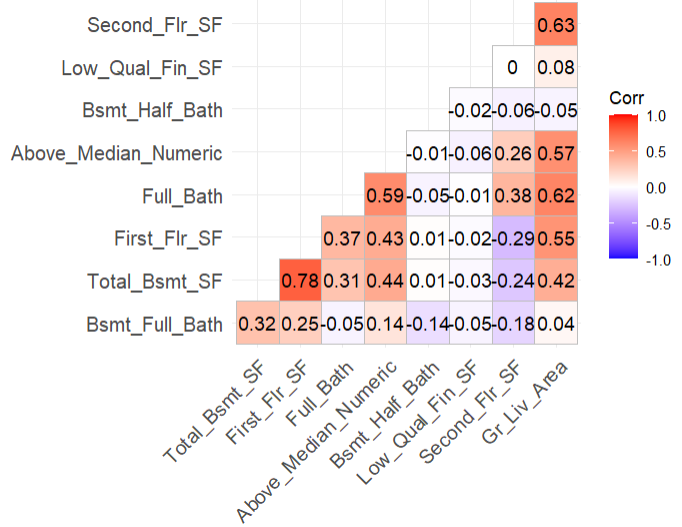 Second_Flr_SF 0.63
Low_Qual_Fin_SF 0 0.08
Bsmt_Half_Bath -0.02 -0.06 -0.05
Above_Median_Numeric -0.01 -0.06 0.26 0.57
Full_Bath 0.59 -0.05 -0.01 0.38 0.62
First_Flr_SF 0.37 0.43 0.01 -0.02 -0.29 0.55
Total_Bsmt_SF 0.78 0.31 0.44 0.01 -0.03 -0.24 0.42
Bsmt_Full_Bath 0.32 0.25 -0.05 0.14 -0.14 -0.05 -0.18 0.04
Total_Bsmt_SF
First_Flr_SF
Full_Bath
Above_Median_Numeric
Bsmt_Half_Bath
Low_Qual_Fin_SF
Second_Flr_SF
Gr_Liv_Area
Corr
1.0
0.5
0.0
-0.5
-1.0